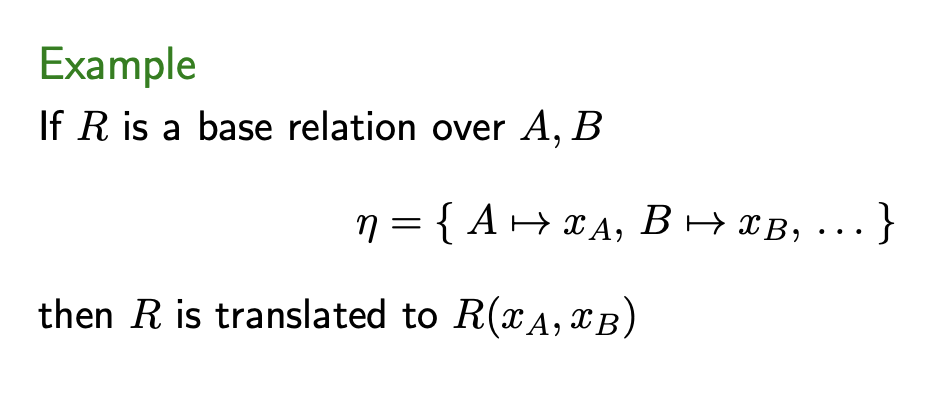 Example
If R is a base relation over A, B
η = { A ↦ x_A, B ↦ x_B, … }
then R is translated to R(x_A, x_B)